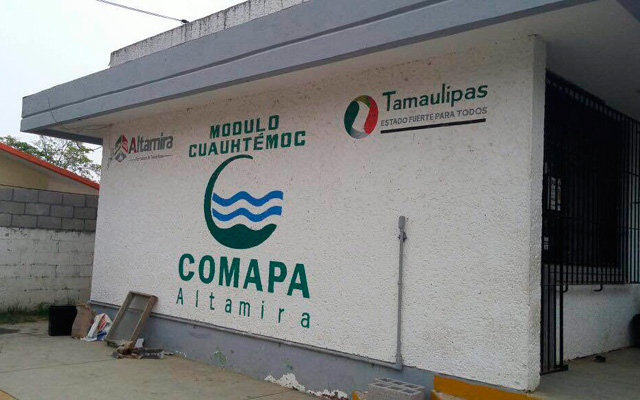 Altamira
MODULO
CUAUHTÉMOC
COMAPA
Altamira
Tamaulipas
ESTADO FUERTE PARA TODOS